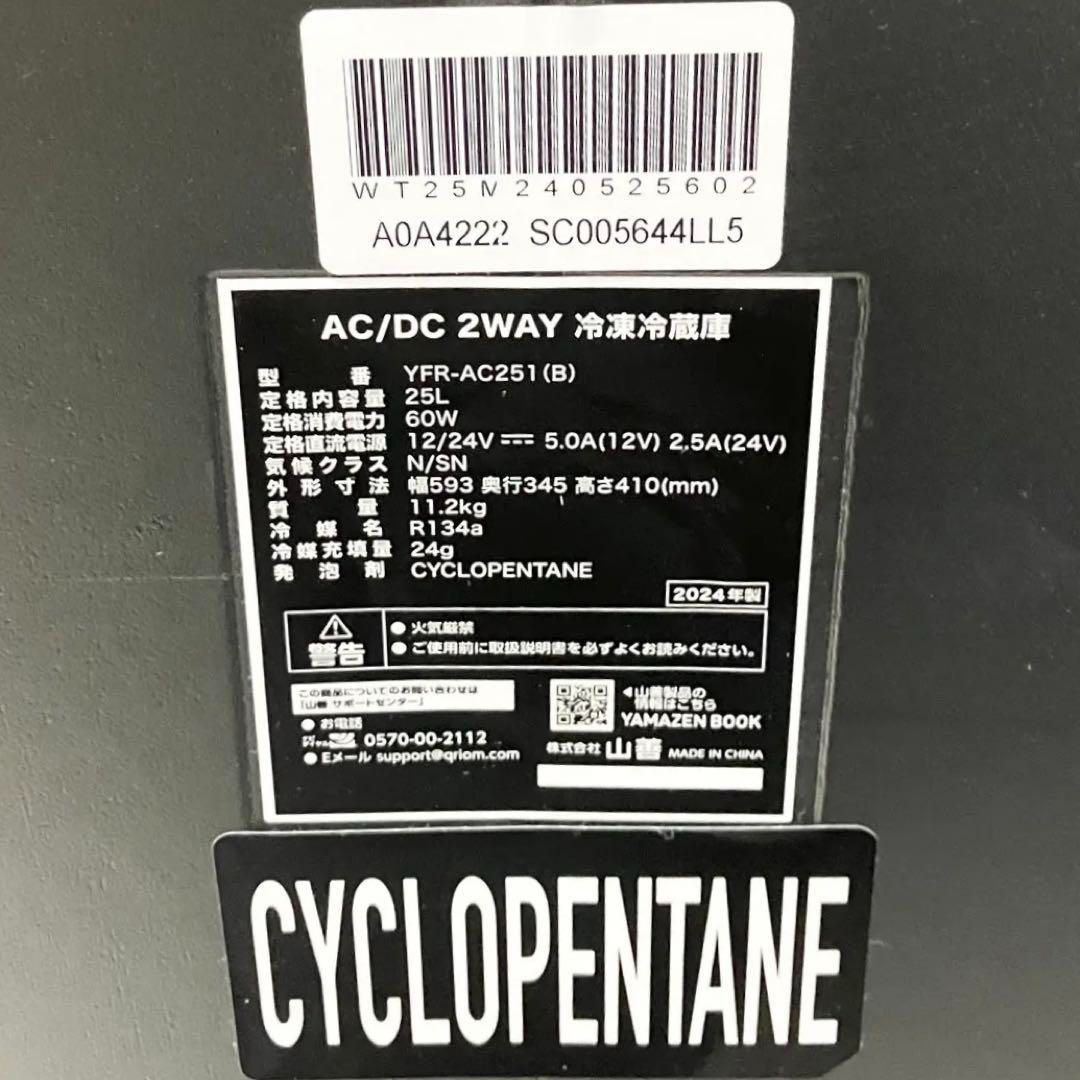 WT25M240525602
A0A4222 SC005644LL5
AC/DC 2WAY 冷凍冷蔵庫
型番 YFR-AC251(B)
定格内容量 25L
定格消費電力 60W
定格直流電源 12/24V ⎓ 5.0A(12V) 2.5A(24V)
気候クラス N/SN
外形寸法 幅593 奥行345 高さ410(mm)
質量 11.2kg
冷媒名 R134a
冷媒充填量 24g
発泡剤 CYCLOPENTANE
2024年製
警告
● 火気厳禁
● ご使用前に取扱説明書を必ずよくお読みください。
この商品についてのお問い合わせは
「山善 サポートセンター」
● お電話
0570-00-2112
● Eメール support@qriom.com
◀山善製品の
情報はこちら
YAMAZEN BOOK
株式会社 山善 MADE IN CHINA
CYCLOPENTANE